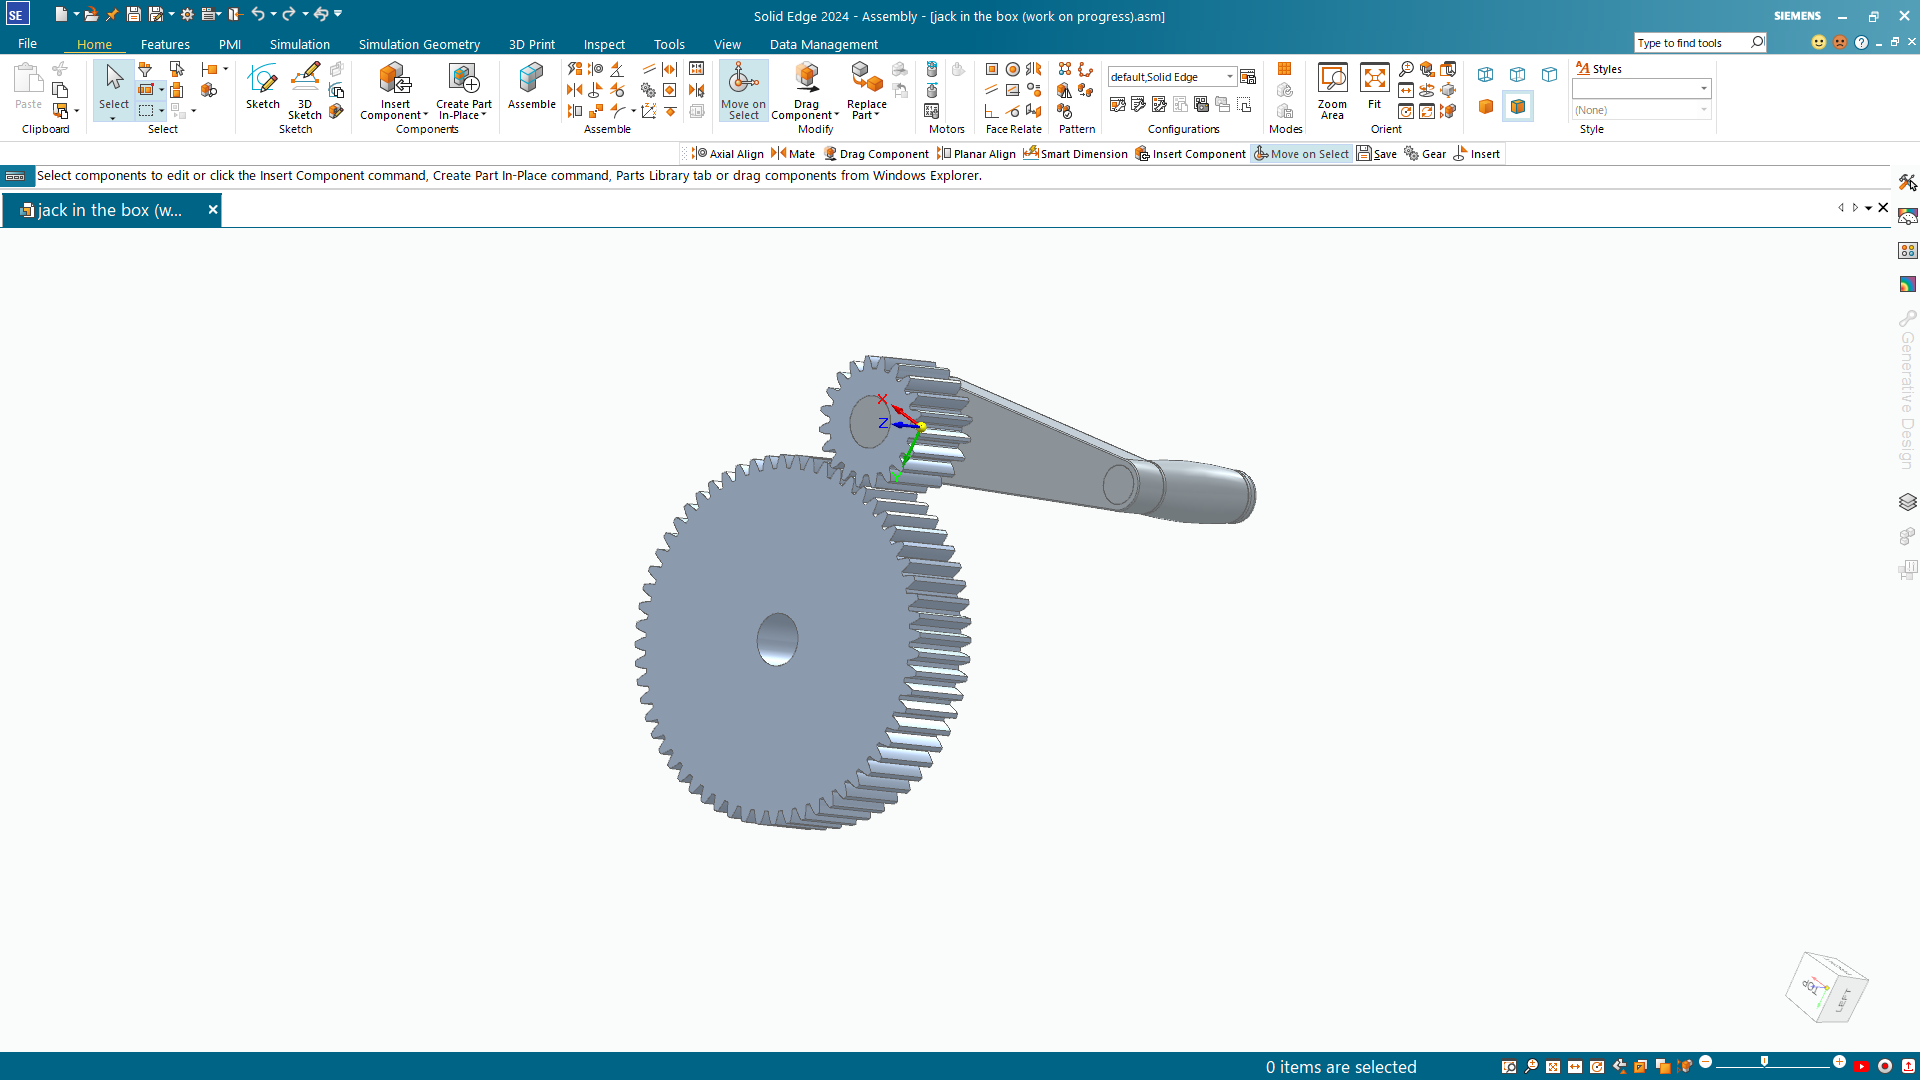 SE
Solid Edge 2024 - Assembly - [jack in the box (work on progress).asm]
SIEMENS
File Home Features PMI Simulation Simulation Geometry 3D Print Inspect Tools View Data Management
Type to find tools
Paste
Clipboard
Select
Select
Sketch
3D Sketch
Sketch
Insert Component
Create Part In-Place
Components
Assemble
Assemble
Move on Select
Drag Component
Replace Part
Modify
Motors
Face Relate
Pattern
default,Solid Edge
Configurations
Modes
Zoom Area
Fit
Orient
Styles
(None)
Style
Axial Align Mate Drag Component Planar Align Smart Dimension Insert Component Move on Select Save Gear Insert
Select components to edit or click the Insert Component command, Create Part In-Place command, Parts Library tab or drag components from Windows Explorer.
jack in the box (w...
Generative Design
X
Z
Y
TOP
LEFT
0 items are selected